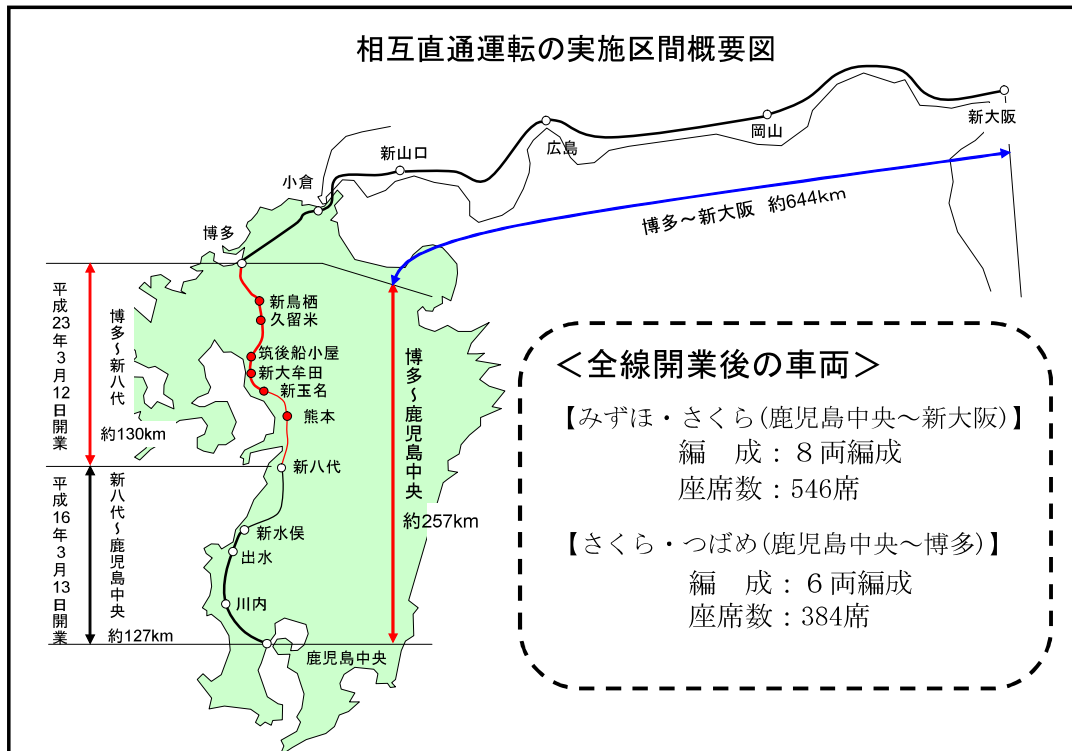 相互直通運転の実施区間概要図
新大阪
岡山
広島
新山口
小倉
博多
博多～新大阪 約644km
新鳥栖
久留米
筑後船小屋
新大牟田
新玉名
熊本
新八代
新水俣
出水
川内
鹿児島中央
平成23年3月12日開業
博多～新八代
約130km
平成16年3月13日開業
新八代～鹿児島中央
約127km
博多～鹿児島中央
約257km
＜全線開業後の車両＞
【みずほ・さくら(鹿児島中央～新大阪)】
編　成：８両編成
座席数：546席
【さくら・つばめ(鹿児島中央～博多)】
編　成：６両編成
座席数：384席